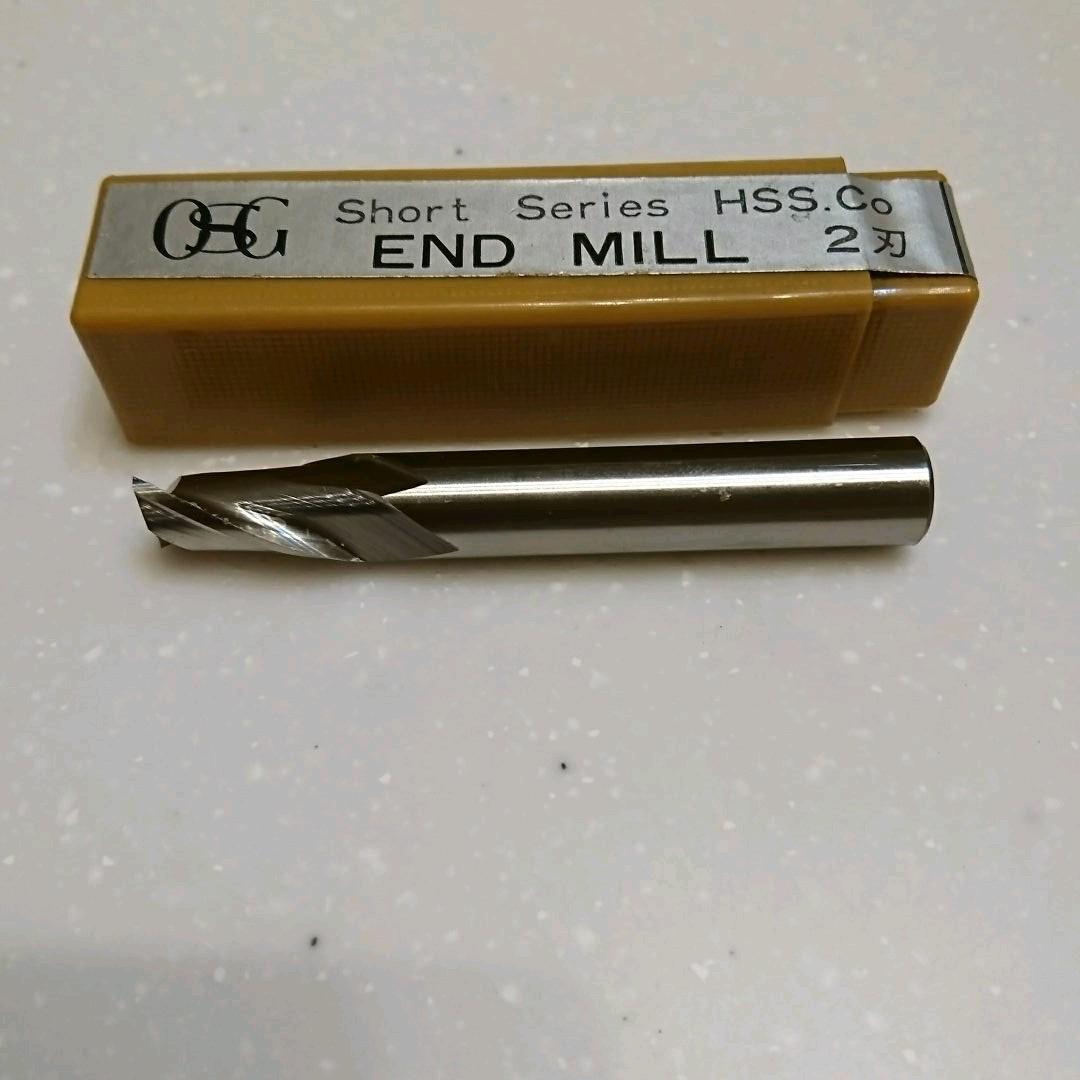 OSG
Short Series HSS.Co
END MILL 2刃